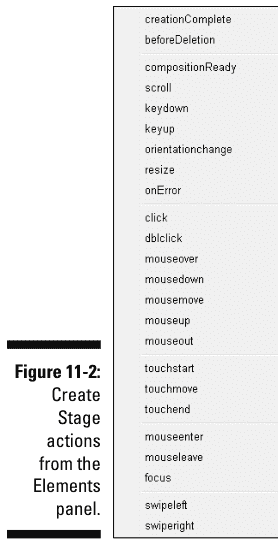 creationComplete
beforeDeletion
compositionReady
scroll
keydown
keyup
orientationchange
resize
onError
click
dblclick
mouseover
mousedown
mousemove
mouseup
mouseout
touchstart
touchmove
touchend
mouseenter
mouseleave
focus
swipeleft
swiperight
Figure 11-2:
Create
Stage
actions
from the
Elements
panel.